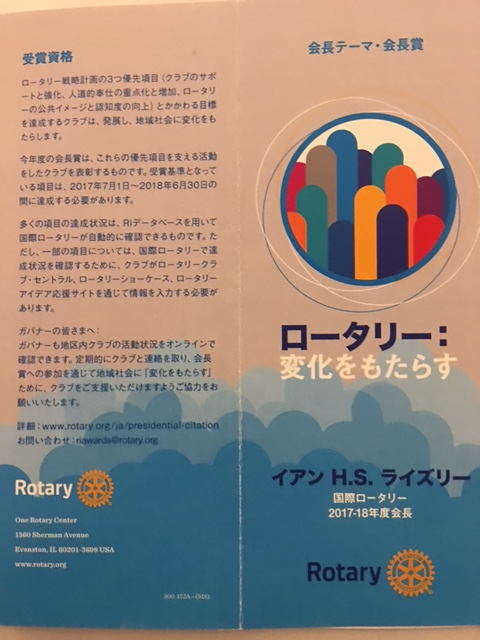 受賞資格
ロータリー戦略計画の3つ優先項目(クラブのサポ
ートと強化、人道的奉仕の重点化と増加、ロータリ
ーの公共イメージと認知度の向上)とかかわる目標
を達成するクラブは、発展し、地域社会に変化をも
たらします。
今年度の会長賞は、これらの優先項目を支える活動
をしたクラブを表彰するものです。受賞基準となって
いる項目は、2017年7月1日〜2018年6月30日の
間に達成する必要があります。
多くの項目の達成状況は、RIデータベースを用いて
国際ロータリーが自動的に確認できるものです。た
だし、一部の項目については、国際ロータリーで達
成状況を確認するために、クラブがロータリークラ
ブ・セントラル、ロータリーショーケース、ロータリー
アイデア応援サイトを通じて情報を入力する必要が
あります。
ガバナーの皆さまへ:
ガバナーも地区内クラブの活動状況をオンラインで
確認できます。定期的にクラブと連絡を取り、会長
賞への参加を通じて地域社会に「変化をもたらす」
ために、クラブをご支援いただけますようご協力をお
願いいたします。
詳細:www.rotary.org/ja/presidential-citation
お問い合わせ:riawards@rotary.org
Rotary
One Rotary Center
1560 Sherman Avenue
Evanston, IL 60201-3698 USA
www.rotary.org
900-17JA—(916)
会長テーマ・会長賞
ロータリー:
変化をもたらす
イアン H.S. ライズリー
国際ロータリー
2017-18年度会長
Rotary